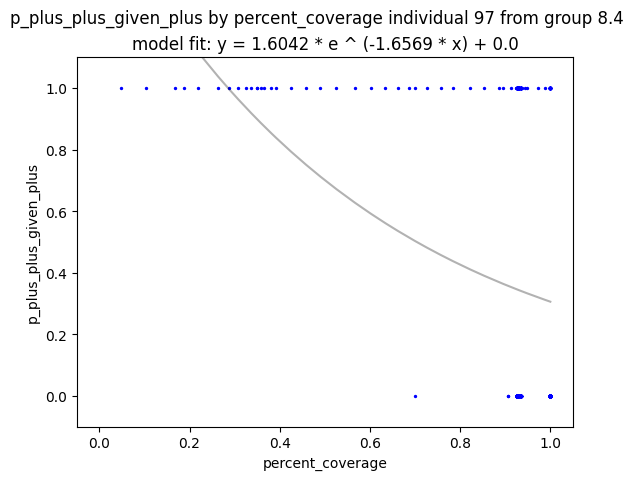 p_plus_plus_given_plus by percent_coverage individual 97 from group 8.4
model fit: y = 1.6042 * e ^ (-1.6569 * x) + 0.0
p_plus_plus_given_plus
1.0
0.8
0.6
0.4
0.2
0.0
0.0 0.2 0.4 0.6 0.8 1.0
percent_coverage